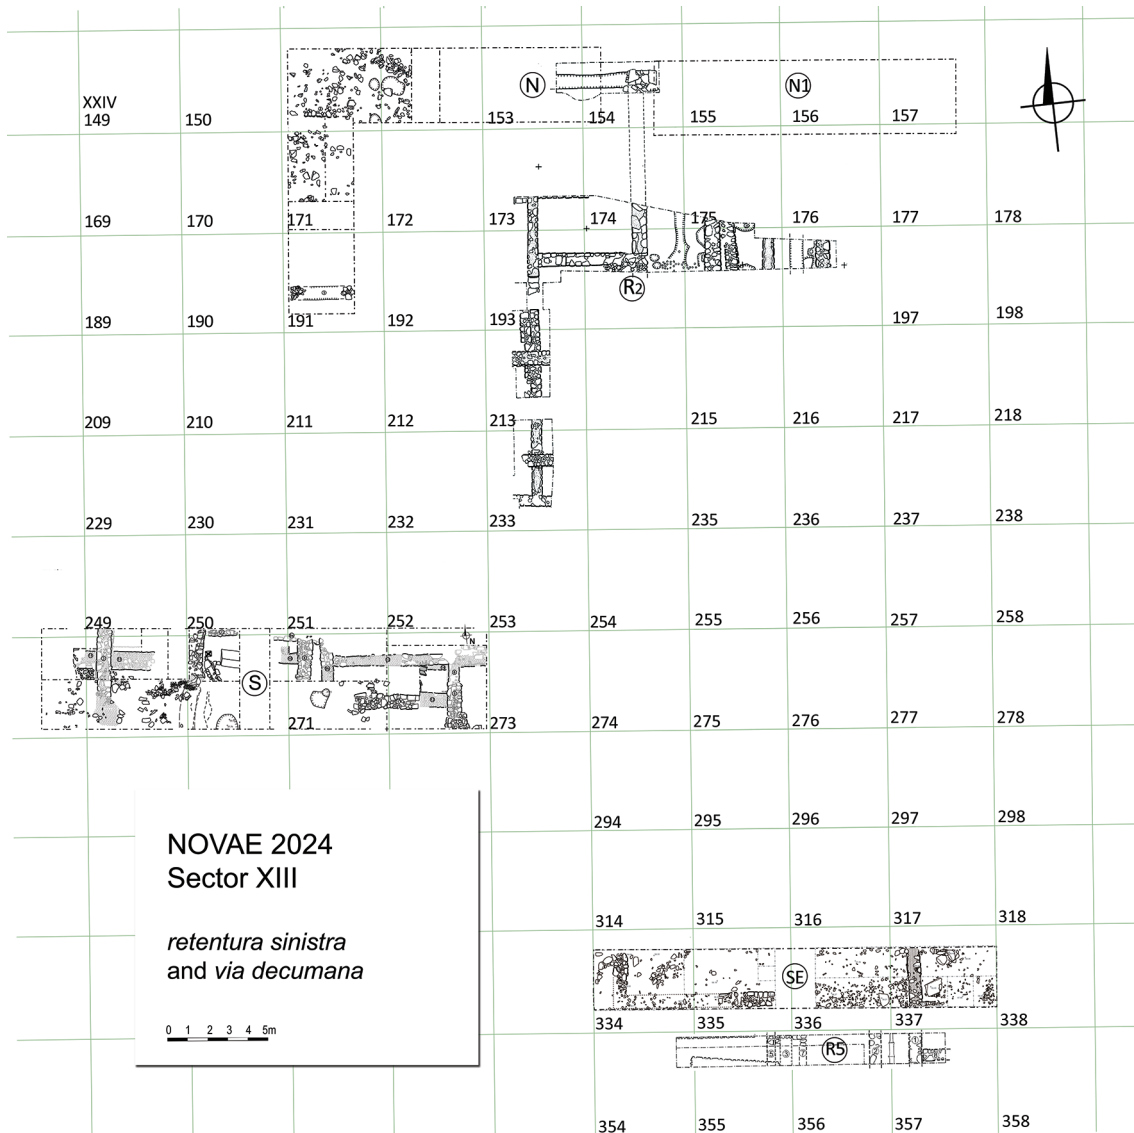 N
N1
XXIV
149 150 153 154 155 156 157
169 170 171 172 173 174 175 176 177 178
R2
189 190 191 192 193 197 198
209 210 211 212 213 215 216 217 218
229 230 231 232 233 235 236 237 238
249 250 251 252 253 254 255 256 257 258
N
S
271 273 274 275 276 277 278
294 295 296 297 298
NOVAE 2024
Sector XIII
retentura sinistra
and via decumana
0 1 2 3 4 5m
314 315 316 317 318
SE
334 335 336 337 338
R5
354 355 356 357 358